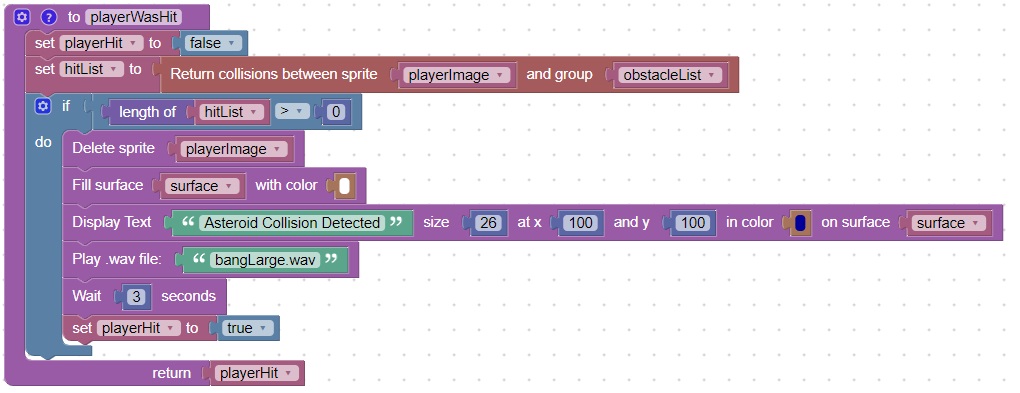 ? to playerWasHit
set playerHit to false
set hitList to Return collisions between sprite playerImage and group obstacleList
if length of hitList > 0
do Delete sprite playerImage
Fill surface surface with color
Display Text “ Asteroid Collision Detected ” size 26 at x 100 and y 100 in color on surface surface
Play .wav file: “ bangLarge.wav ”
Wait 3 seconds
set playerHit to true
return playerHit